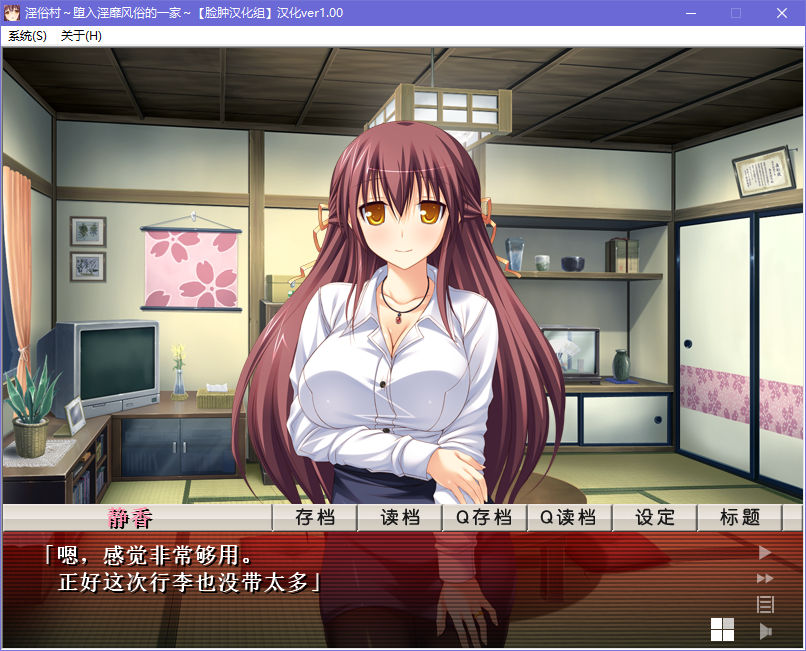 淫俗村～堕入淫靡风俗的一家～【脸肿汉化组】汉化ver1.00
系统(S) 关于(H)
静香 存档 读档 Q存档 Q读档 设定 标题
「嗯，感觉非常够用。
正好这次行李也没带太多」